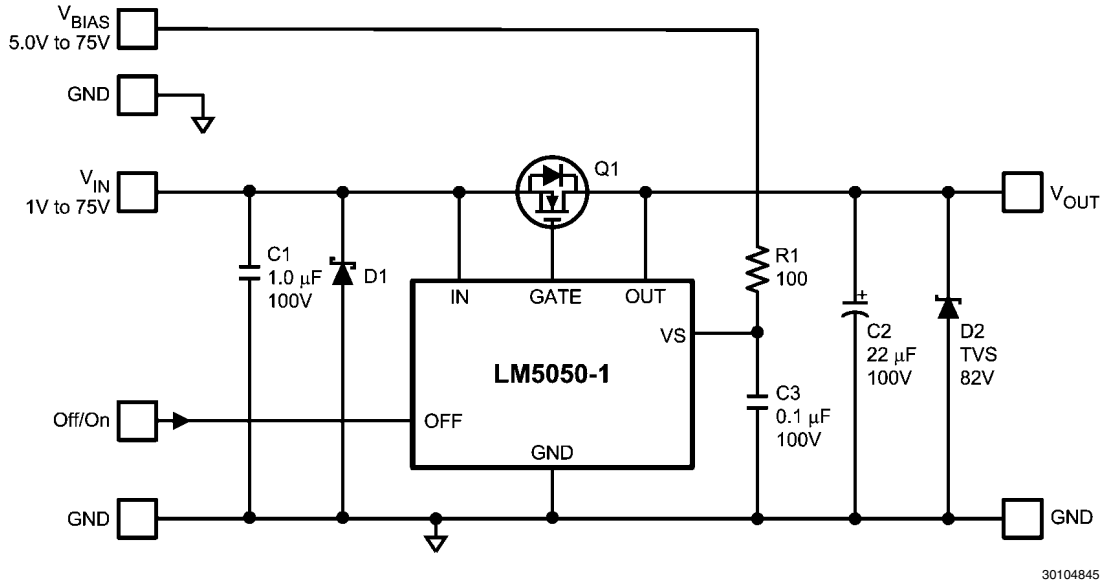 VBIAS
5.0V to 75V
GND
VIN
1V to 75V
Q1
VOUT
C1
1.0 μF
100V
D1
R1
100
IN
GATE
OUT
VS
LM5050-1
C2
22 μF
100V
D2
TVS
82V
C3
0.1 μF
100V
Off/On
OFF
GND
GND
GND
30104845